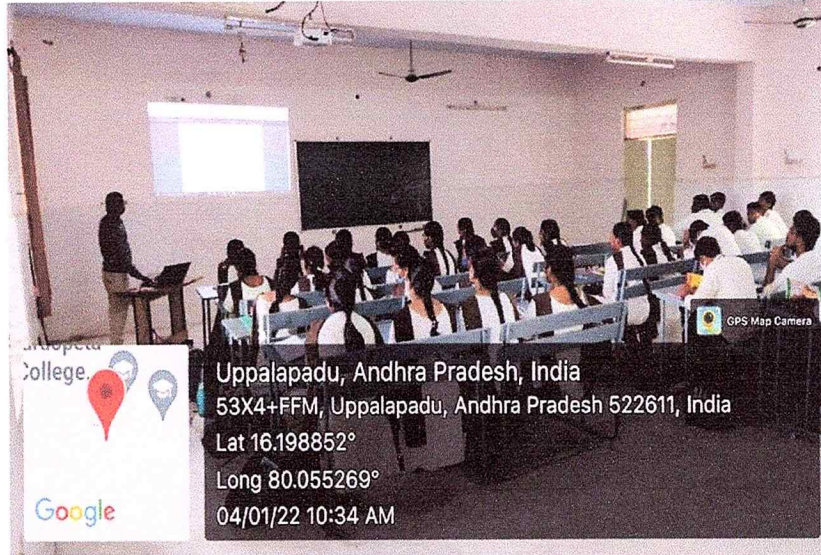 GPS Map Camera
College.
Uppalapadu, Andhra Pradesh, India
53X4+FFM, Uppalapadu, Andhra Pradesh 522611, India
Lat 16.198852°
Long 80.055269°
04/01/22 10:34 AM
Google